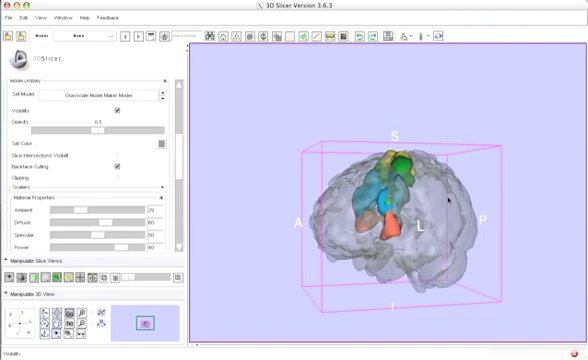 3D Slicer Version 3.6.3
File Edit View Window Help Feedback
3DSlicer
Model Display
Set Model Grayscale Model Maker Model
Visibility
Opacity 0.5
Set Color
Slice Intersections Visible
Backface Culling
Clipping
Scalars
Material Properties
Ambient
Diffuse 60
Specular 50
Power 40
Manipulate Slice Views
Manipulate 3D View
S
A
L
P
I
Visibility